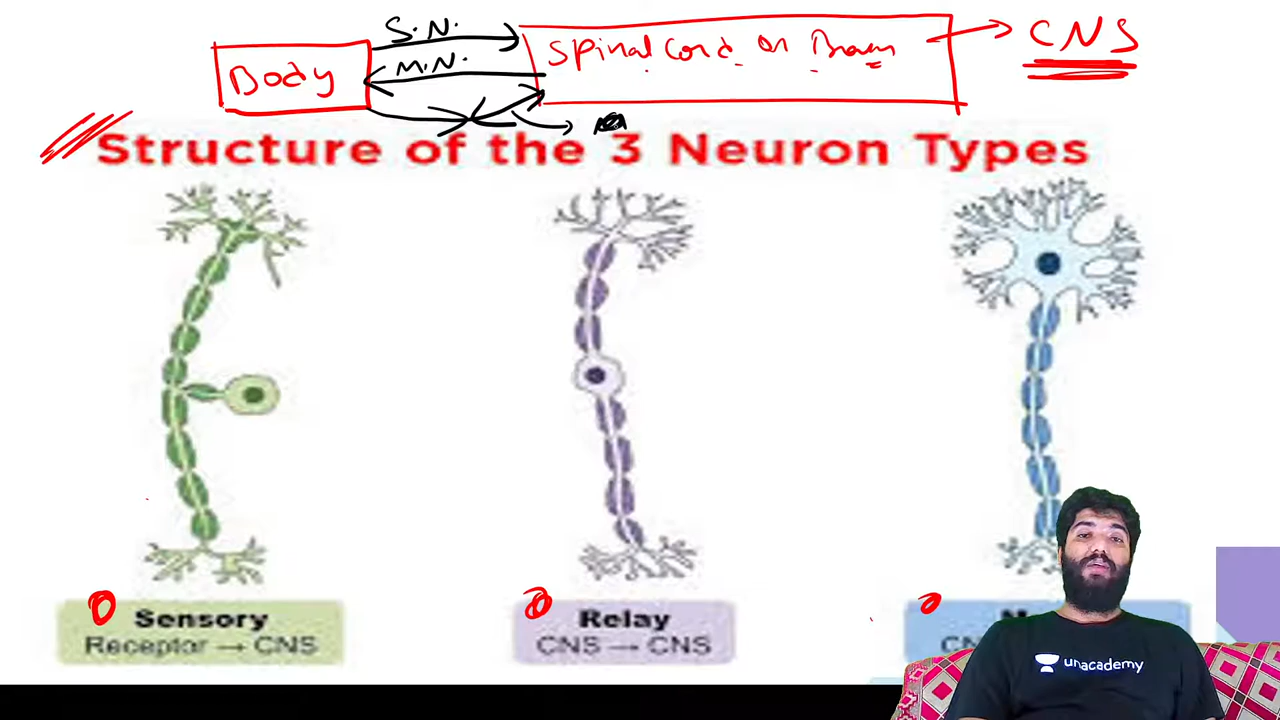 S.N.
CNS
Spinal Cord or Brain
M.N.
Body
Structure of the 3 Neuron Types
Sensory
Receptor → CNS
Relay
CNS → CNS
unacademy